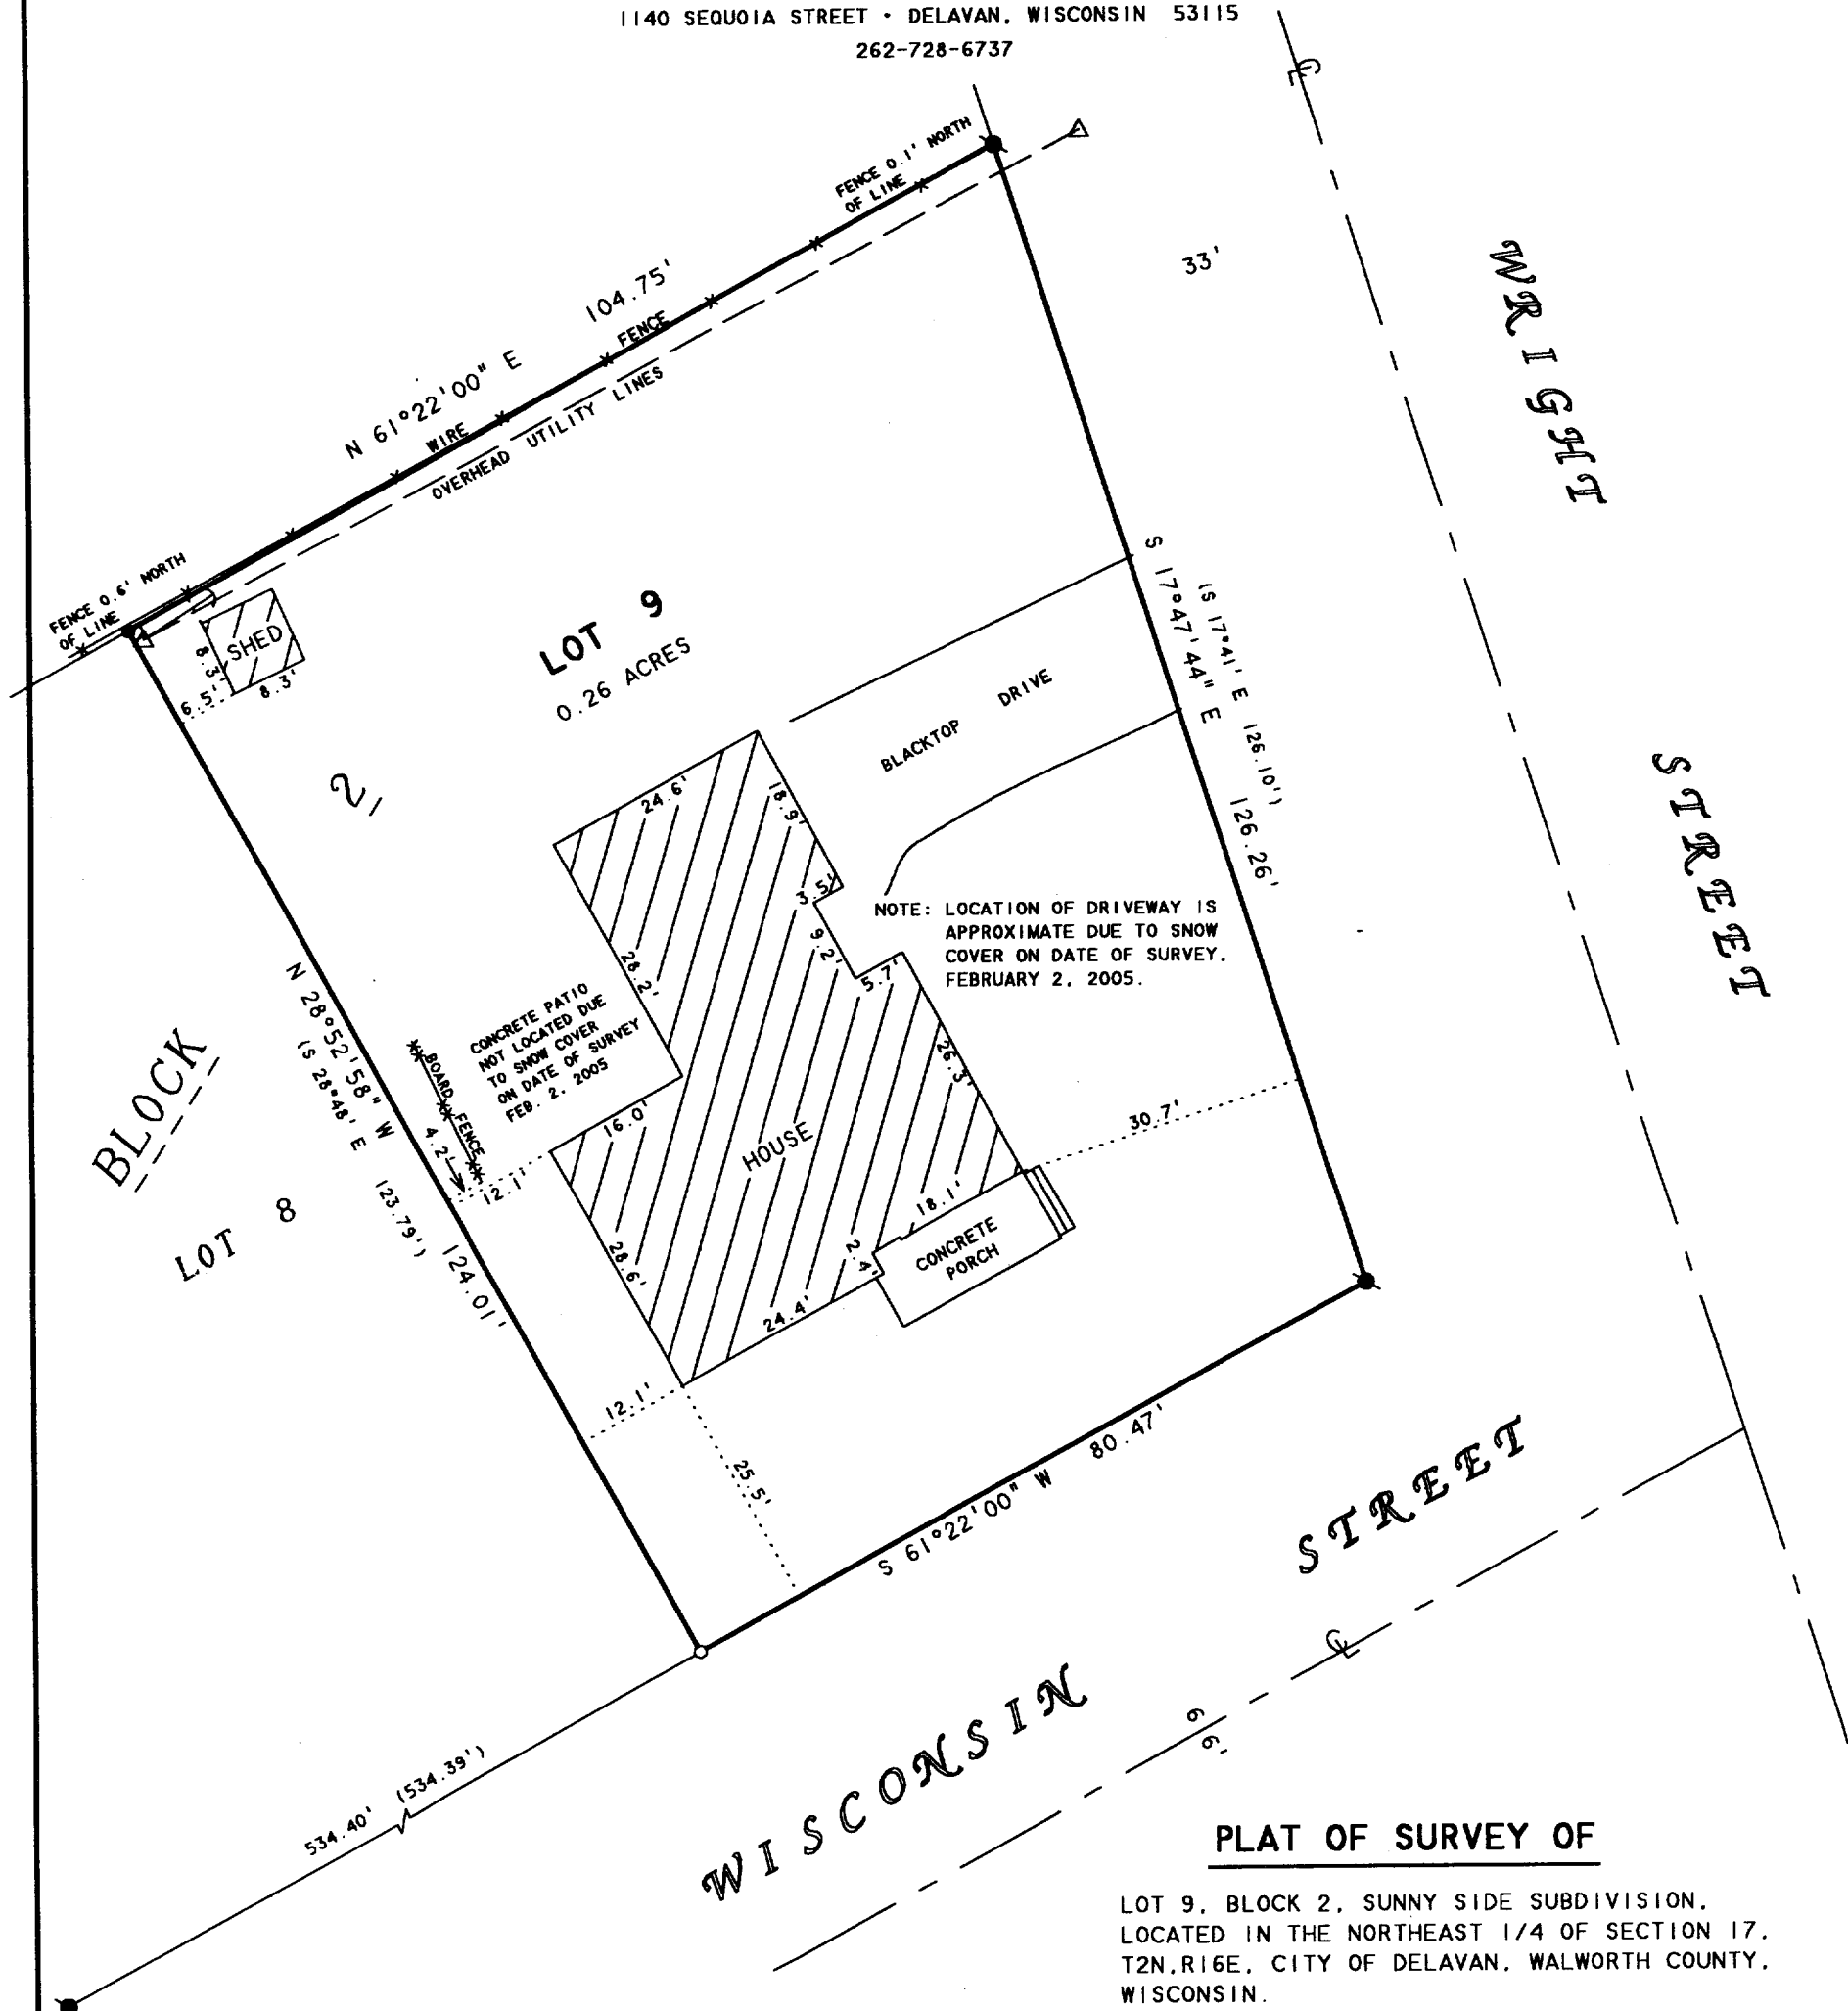 1140 SEQUOIA STREET • DELAVAN, WISCONSIN 53115
262-728-6737
FENCE 0.1' NORTH
OF LINE
33'
104.75'
N 61°22'00" E
WIRE FENCE
OVERHEAD UTILITY LINES
WRIGHT STREET
FENCE 0.6' NORTH
OF LINE
SHED
8.3'
8.3'
6.5'
LOT 9
0.26 ACRES
S 17°47'44" E 126.26'
(S 17°41' E 126.10')
BLACKTOP DRIVE
24.6'
18.9'
3.5'
9.2'
5.7'
26.3'
28.2'
NOTE: LOCATION OF DRIVEWAY IS
APPROXIMATE DUE TO SNOW
COVER ON DATE OF SURVEY,
FEBRUARY 2, 2005.
CONCRETE PATIO
NOT LOCATED DUE
TO SNOW COVER
ON DATE OF SURVEY
FEB. 2, 2005
BOARD FENCE
4.2'
12.1'
16.0'
HOUSE
30.7'
18.1'
2.4'
CONCRETE
PORCH
28.6'
24.4'
12.1'
25.5'
N 28°52'58" W 124.01'
(S 28°48' E 123.79')
BLOCK 2
LOT 8
S 61°22'00" W 80.47'
WISCONSIN STREET
66'
534.40' (534.39')
PLAT OF SURVEY OF
LOT 9, BLOCK 2, SUNNY SIDE SUBDIVISION,
LOCATED IN THE NORTHEAST 1/4 OF SECTION 17,
T2N,R16E, CITY OF DELAVAN, WALWORTH COUNTY,
WISCONSIN.